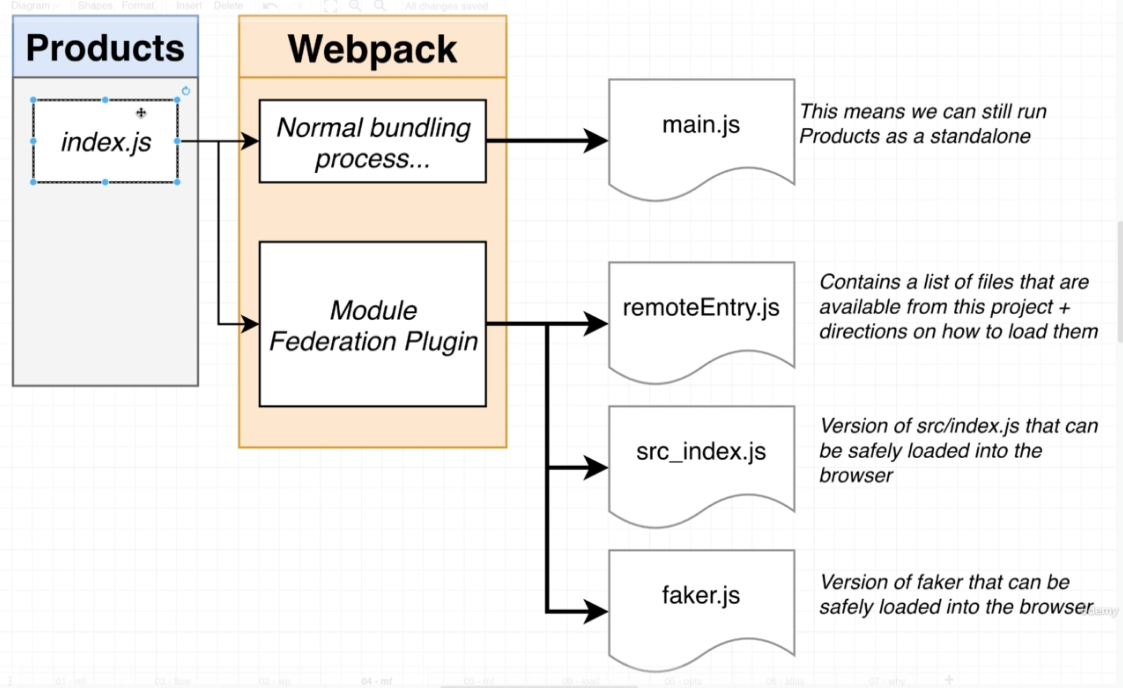 Diagram Shapes Format Insert Delete All changes saved
Products
index.js
Webpack
Normal bundling
process...
Module
Federation Plugin
main.js
This means we can still run
Products as a standalone
remoteEntry.js
Contains a list of files that are
available from this project +
directions on how to load them
src_index.js
Version of src/index.js that can
be safely loaded into the
browser
faker.js
Version of faker that can be
safely loaded into the browser
04 - mf